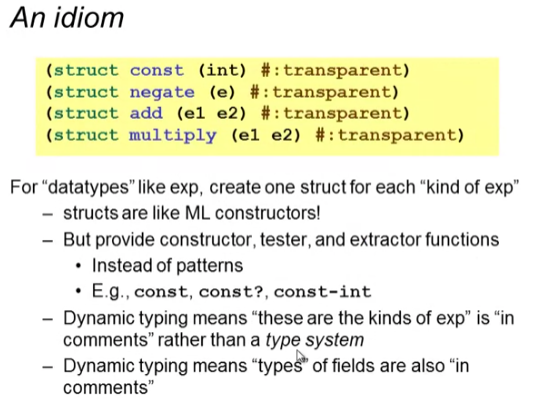 An idiom
(struct const (int) #:transparent)
(struct negate (e) #:transparent)
(struct add (e1 e2) #:transparent)
(struct multiply (e1 e2) #:transparent)
For “datatypes” like exp, create one struct for each “kind of exp”
– structs are like ML constructors!
– But provide constructor, tester, and extractor functions
• Instead of patterns
• E.g., const, const?, const-int
– Dynamic typing means “these are the kinds of exp” is “in
comments” rather than a type system
– Dynamic typing means “types” of fields are also “in
comments”